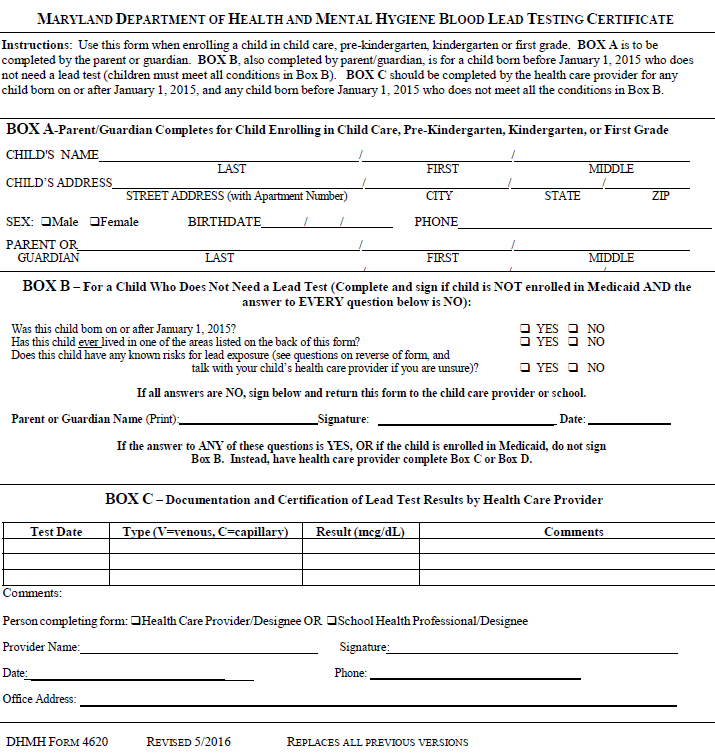 MARYLAND DEPARTMENT OF HEALTH AND MENTAL HYGIENE BLOOD LEAD TESTING CERTIFICATE
Instructions: Use this form when enrolling a child in child care, pre-kindergarten, kindergarten or first grade. BOX A is to be
completed by the parent or guardian. BOX B, also completed by parent/guardian, is for a child born before January 1, 2015 who does
not need a lead test (children must meet all conditions in Box B). BOX C should be completed by the health care provider for any
child born on or after January 1, 2015, and any child born before January 1, 2015 who does not meet all the conditions in Box B.
BOX A-Parent/Guardian Completes for Child Enrolling in Child Care, Pre-Kindergarten, Kindergarten, or First Grade
CHILD'S NAME / /
LAST FIRST MIDDLE
CHILD'S ADDRESS / / /
STREET ADDRESS (with Apartment Number) CITY STATE ZIP
SEX: ❑Male ❑Female BIRTHDATE / / PHONE
PARENT OR / /
GUARDIAN LAST FIRST MIDDLE
BOX B – For a Child Who Does Not Need a Lead Test (Complete and sign if child is NOT enrolled in Medicaid AND the
answer to EVERY question below is NO):
Was this child born on or after January 1, 2015? ❑ YES ❑ NO
Has this child ever lived in one of the areas listed on the back of this form? ❑ YES ❑ NO
Does this child have any known risks for lead exposure (see questions on reverse of form, and
talk with your child's health care provider if you are unsure)? ❑ YES ❑ NO
If all answers are NO, sign below and return this form to the child care provider or school.
Parent or Guardian Name (Print): Signature: Date:
If the answer to ANY of these questions is YES, OR if the child is enrolled in Medicaid, do not sign
Box B. Instead, have health care provider complete Box C or Box D.
BOX C – Documentation and Certification of Lead Test Results by Health Care Provider
Test Date Type (V=venous, C=capillary) Result (mcg/dL) Comments
Comments:
Person completing form: ❑Health Care Provider/Designee OR ❑School Health Professional/Designee
Provider Name: Signature:
Date: Phone:
Office Address:
DHMH FORM 4620 REVISED 5/2016 REPLACES ALL PREVIOUS VERSIONS